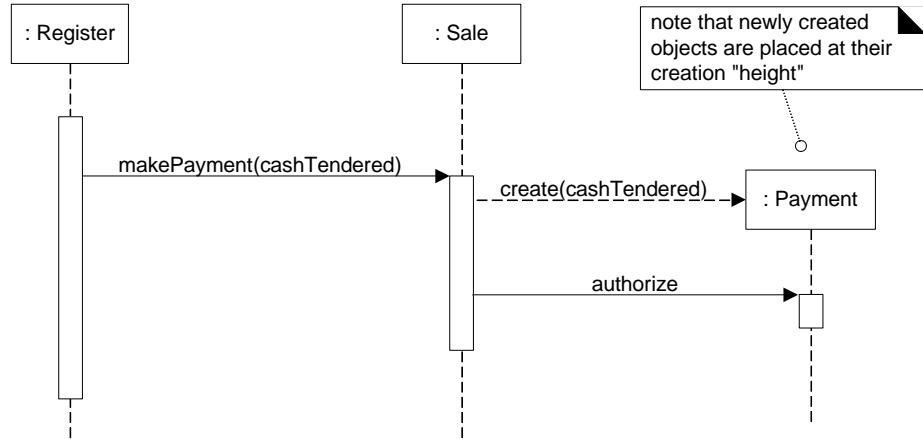 : Register
: Sale
note that newly created
objects are placed at their
creation "height"
makePayment(cashTendered)
create(cashTendered)
: Payment
authorize